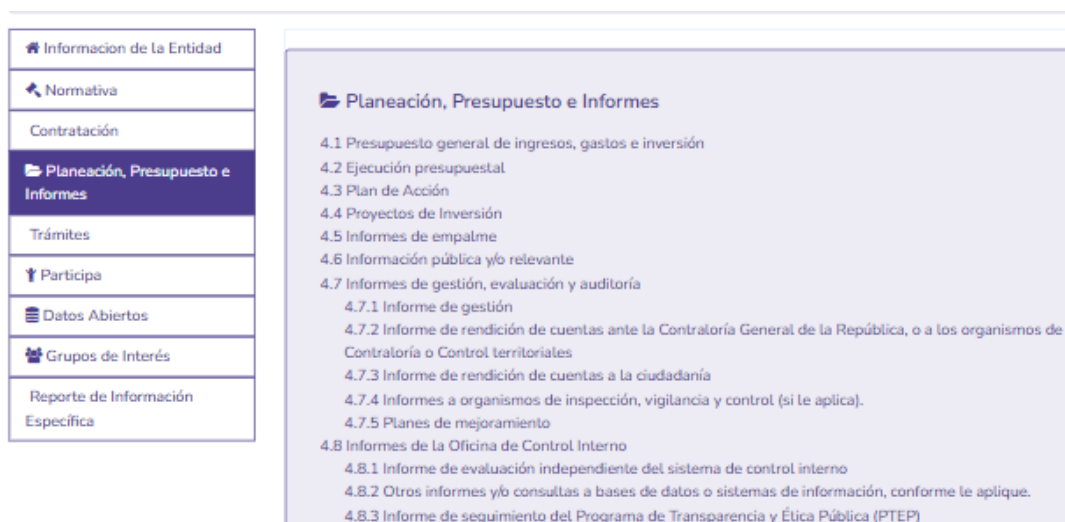 Informacion de la Entidad
Normativa
Contratación
Planeación, Presupuesto e
Informes
Trámites
Participa
Datos Abiertos
Grupos de Interés
Reporte de Información
Específica
Planeación, Presupuesto e Informes
4.1 Presupuesto general de ingresos, gastos e inversión
4.2 Ejecución presupuestal
4.3 Plan de Acción
4.4 Proyectos de Inversión
4.5 Informes de empalme
4.6 Información pública y/o relevante
4.7 Informes de gestión, evaluación y auditoría
4.7.1 Informe de gestión
4.7.2 Informe de rendición de cuentas ante la Contraloría General de la República, o a los organismos de
Contraloría o Control territoriales
4.7.3 Informe de rendición de cuentas a la ciudadanía
4.7.4 Informes a organismos de inspección, vigilancia y control (si le aplica).
4.7.5 Planes de mejoramiento
4.8 Informes de la Oficina de Control Interno
4.8.1 Informe de evaluación independiente del sistema de control interno
4.8.2 Otros informes y/o consultas a bases de datos o sistemas de información, conforme le aplique.
4.8.3 Informe de seguimiento del Programa de Transparencia y Ética Pública (PTEP)